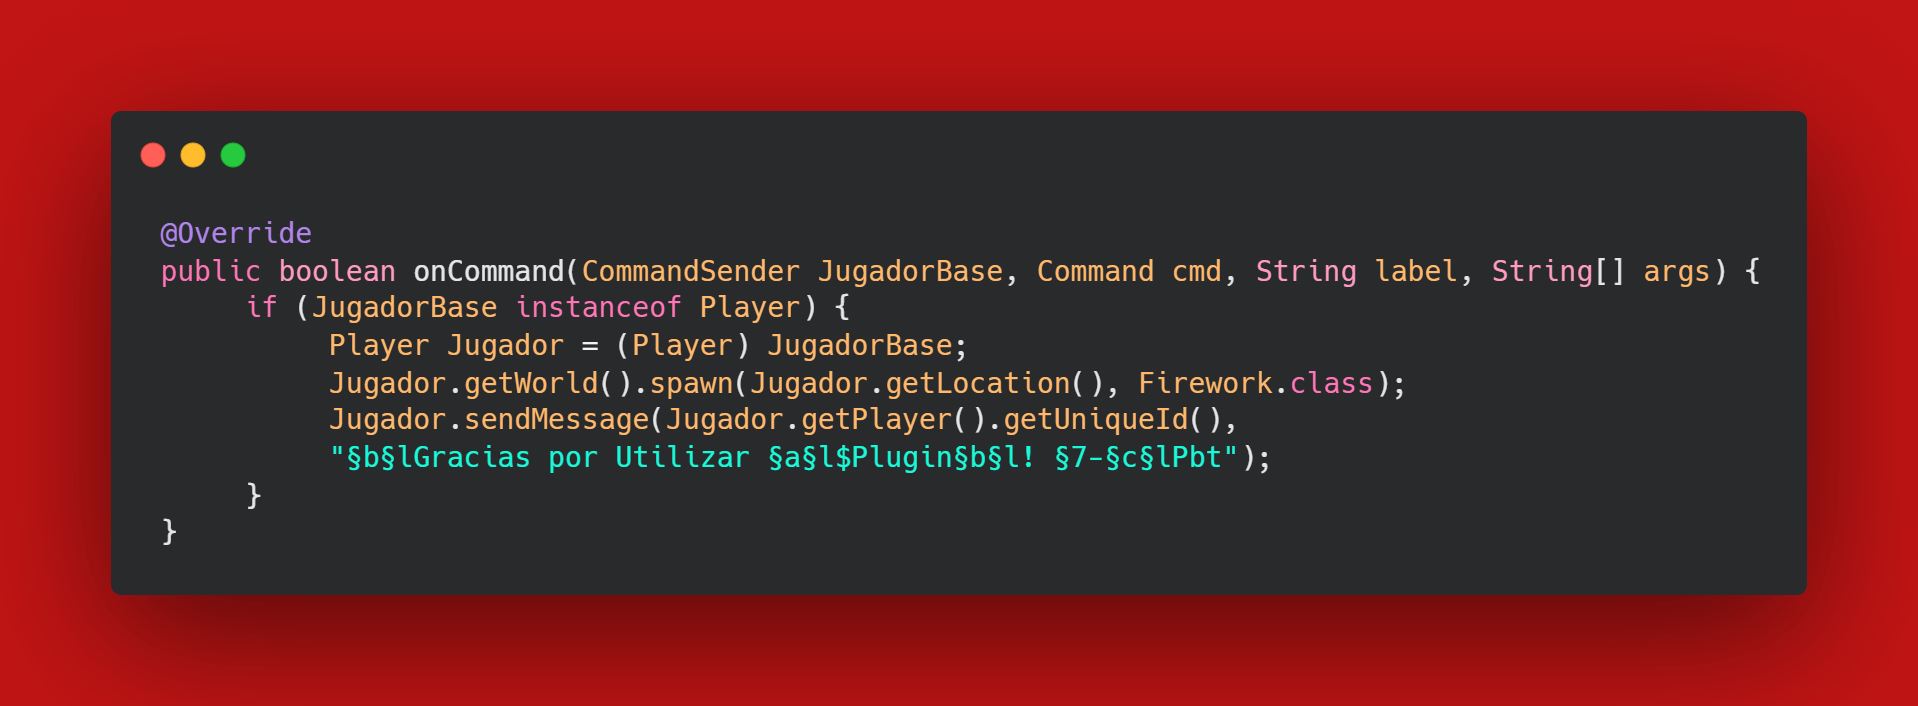 @Override
public boolean onCommand(CommandSender JugadorBase, Command cmd, String label, String[] args) {
if (JugadorBase instanceof Player) {
Player Jugador = (Player) JugadorBase;
Jugador.getWorld().spawn(Jugador.getLocation(), Firework.class);
Jugador.sendMessage(Jugador.getPlayer().getUniqueId(),
"§b§lGracias por Utilizar §a§l$Plugin§b§l! §7-§c§lPbt");
}
}